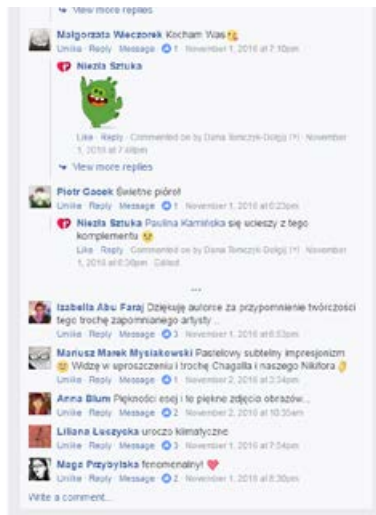 View more replies
Małgorzata Wieczorek Kocham Was
Unlike · Reply · Message · 1 · November 1, 2016 at 7:10pm
Niezła Sztuka
Like · Reply · Commented on by Dana Tomczyk-Dołgij (?) · November
1, 2016 at 7:48pm
View more replies
Piotr Gacek Świetne pióro!
Unlike · Reply · Message · 1 · November 1, 2016 at 6:23pm
Niezła Sztuka Paulina Kamińska się ucieszy z tego
komplementu
Like · Reply · Commented on by Dana Tomczyk-Dołgij (?) · November
1, 2016 at 6:30pm · Edited
...
Izabella Abu Faraj Dziękuję autorce za przypomnienie twórczości
tego trochę zapomnianego artysty ..
Unlike · Reply · Message · 3 · November 1, 2016 at 6:53pm
Mariusz Marek Mysiakowski Pastelowy subtelny impresjonizm
Widzę w sproszczeniu i trochę Chagalla i naszego Nikifora
Unlike · Reply · Message · 1 · November 2, 2016 at 3:34pm
Anna Blum Piękności esej i te piękne zdjęcia obrazów...
Unlike · Reply · Message · 2 · November 2, 2016 at 10:35am
Liliana Łuczycka uroczo klimatyczne
Unlike · Reply · Message · 3 · November 1, 2016 at 7:54pm
Maga Przybylska fenomenalny!
Unlike · Reply · Message · 2 · November 1, 2016 at 8:30pm
Write a comment...